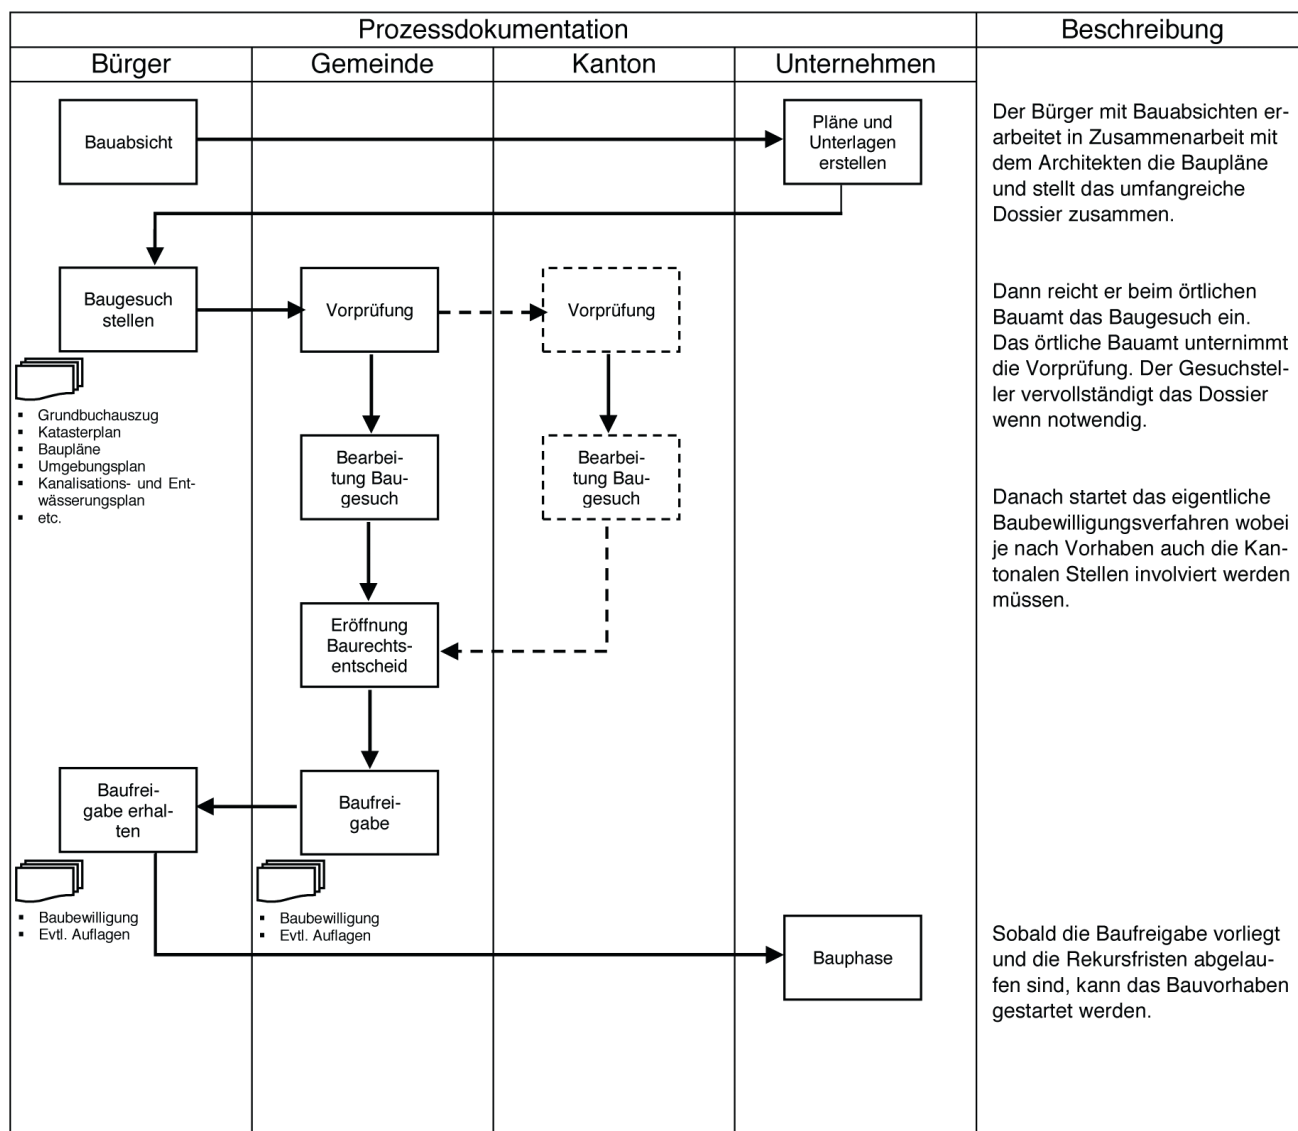 Prozessdokumentation
Beschreibung
Bürger
Gemeinde
Kanton
Unternehmen
Bauabsicht
Pläne und
Unterlagen
erstellen
Der Bürger mit Bauabsichten er-
arbeitet in Zusammenarbeit mit
dem Architekten die Baupläne
und stellt das umfangreiche
Dossier zusammen.
Baugesuch
stellen
Vorprüfung
Vorprüfung
Dann reicht er beim örtlichen
Bauamt das Baugesuch ein.
Das örtliche Bauamt unternimmt
die Vorprüfung. Der Gesuchstel-
ler vervollständigt das Dossier
wenn notwendig.
▪ Grundbuchauszug
▪ Katasterplan
▪ Baupläne
▪ Umgebungsplan
▪ Kanalisations- und Ent-
wässerungsplan
▪ etc.
Bearbei-
tung Bau-
gesuch
Bearbei-
tung Bau-
gesuch
Danach startet das eigentliche
Baubewilligungsverfahren wobei
je nach Vorhaben auch die Kan-
tonalen Stellen involviert werden
müssen.
Eröffnung
Baurechts-
entscheid
Baufrei-
gabe erhal-
ten
Baufrei-
gabe
▪ Baubewilligung
▪ Evtl. Auflagen
▪ Baubewilligung
▪ Evtl. Auflagen
Bauphase
Sobald die Baufreigabe vorliegt
und die Rekursfristen abgelau-
fen sind, kann das Bauvorhaben
gestartet werden.